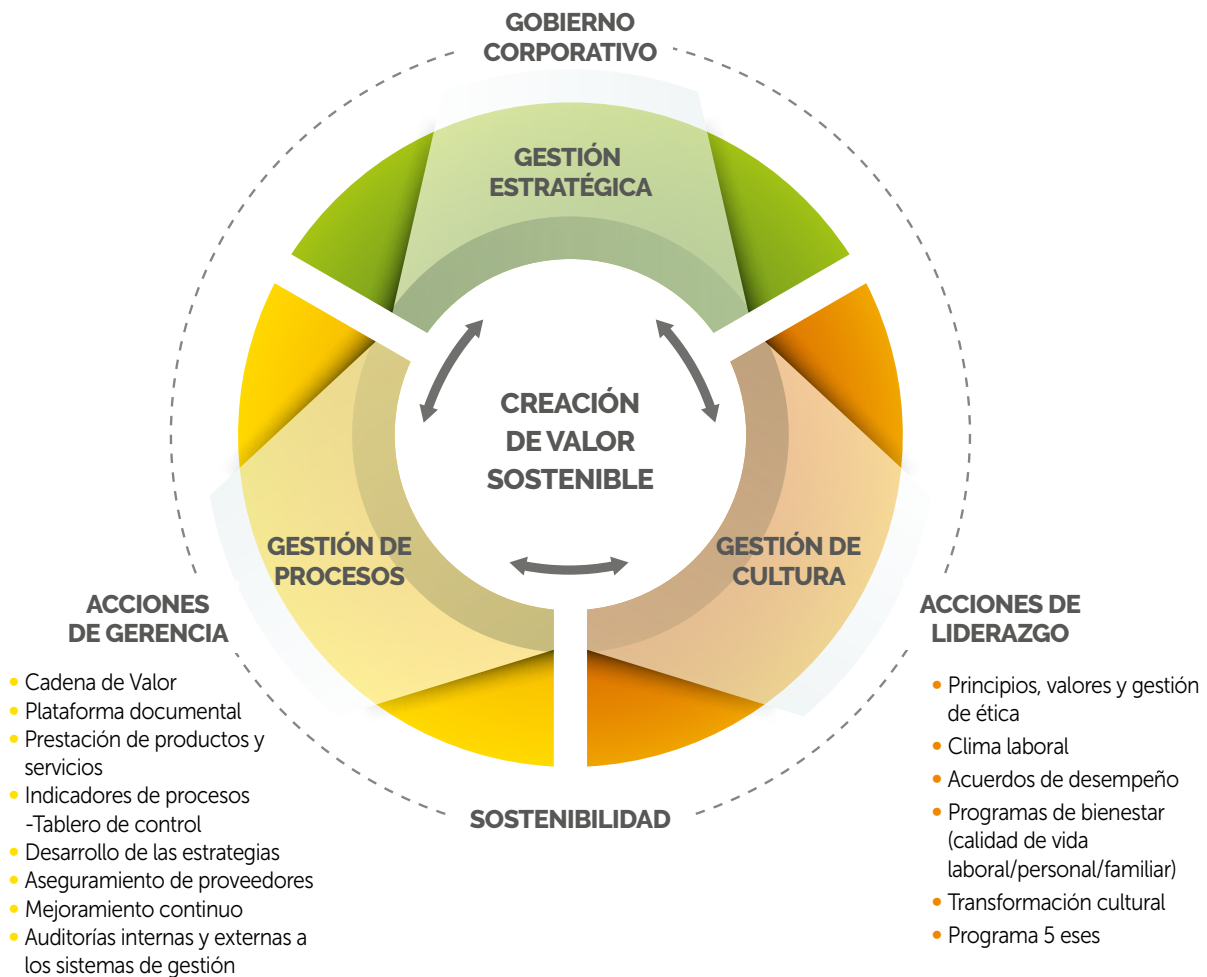 GOBIERNO
CORPORATIVO
GESTIÓN
ESTRATÉGICA
CREACIÓN
DE VALOR
SOSTENIBLE
GESTIÓN DE
PROCESOS
GESTIÓN DE
CULTURA
ACCIONES
DE GERENCIA
• Cadena de Valor
• Plataforma documental
• Prestación de productos y
servicios
• Indicadores de procesos
-Tablero de control
• Desarrollo de las estrategias
• Aseguramiento de proveedores
• Mejoramiento continuo
• Auditorías internas y externas a
los sistemas de gestión
ACCIONES DE
LIDERAZGO
• Principios, valores y gestión
de ética
• Clima laboral
• Acuerdos de desempeño
• Programas de bienestar
(calidad de vida
laboral/personal/familiar)
• Transformación cultural
• Programa 5 eses
SOSTENIBILIDAD